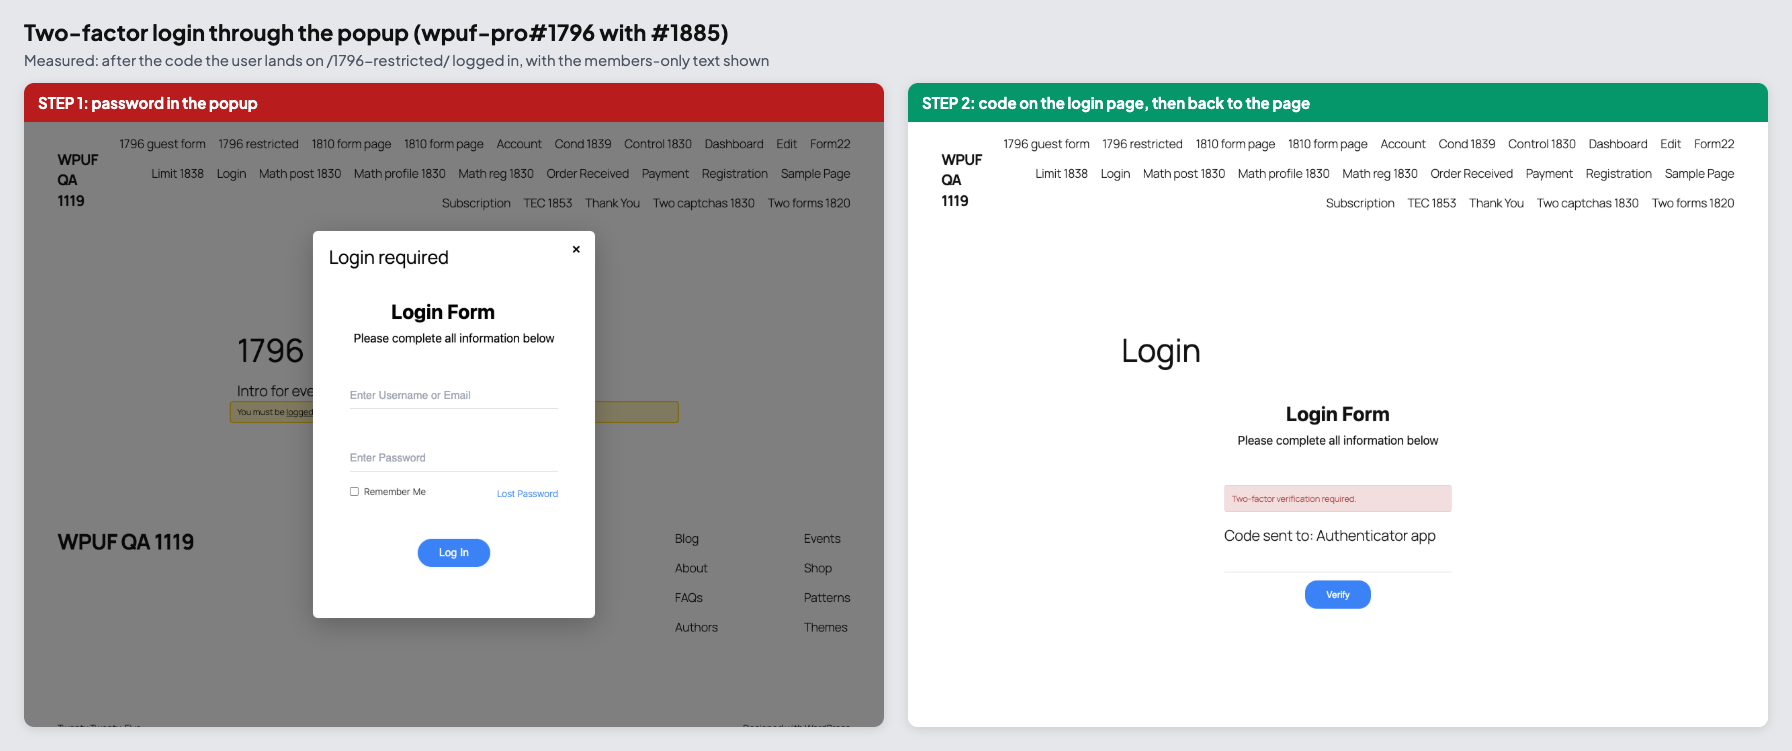 Two-factor login through the popup (wpuf-pro#1796 with #1885)
Measured: after the code the user lands on /1796-restricted/ logged in, with the members-only text shown
STEP 1: password in the popup
1796 guest form 1796 restricted 1810 form page 1810 form page Account Cond 1839 Control 1830 Dashboard Edit Form22
WPUF QA 1119
Limit 1838 Login Math post 1830 Math profile 1830 Math reg 1830 Order Received Payment Registration Sample Page
Subscription TEC 1853 Thank You Two captchas 1830 Two forms 1820
Login required
×
Login Form
Please complete all information below
1796
Intro for eve
You must be logged
Enter Username or Email
Enter Password
Remember Me
Lost Password
Log In
WPUF QA 1119
Blog
Events
About
Shop
FAQs
Patterns
Authors
Themes
STEP 2: code on the login page, then back to the page
1796 guest form 1796 restricted 1810 form page 1810 form page Account Cond 1839 Control 1830 Dashboard Edit Form22
WPUF QA 1119
Limit 1838 Login Math post 1830 Math profile 1830 Math reg 1830 Order Received Payment Registration Sample Page
Subscription TEC 1853 Thank You Two captchas 1830 Two forms 1820
Login
Login Form
Please complete all information below
Two-factor verification required.
Code sent to: Authenticator app
Verify